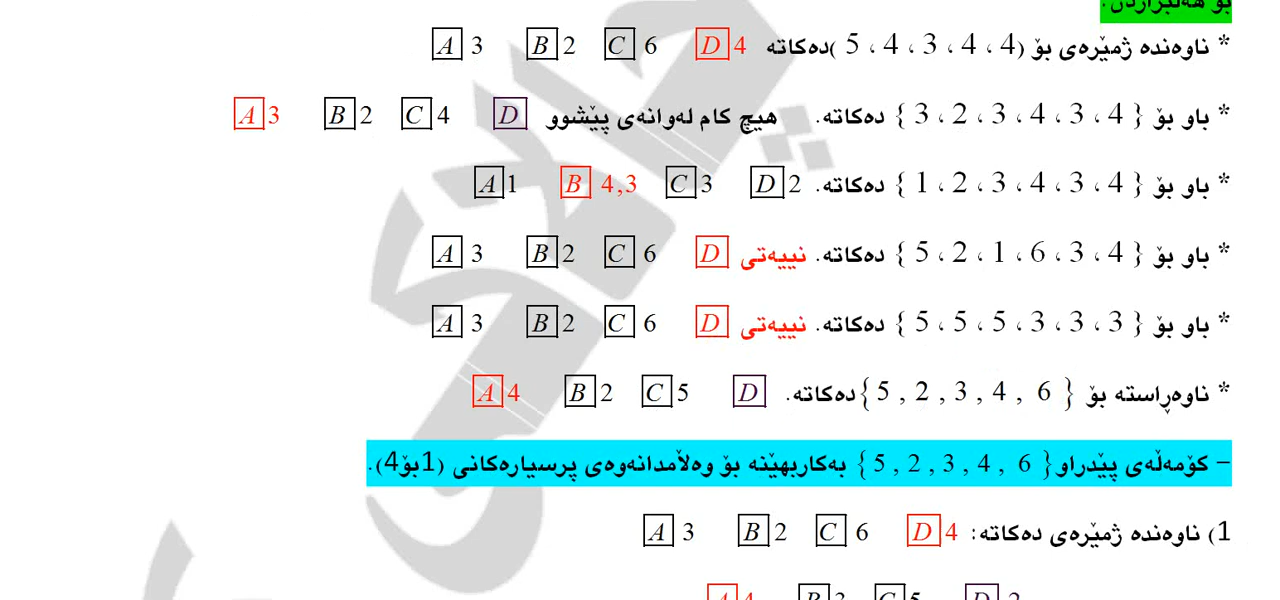 بۆ هەڵبژاردن:
* ناوەندە ژمێرەی بۆ (4 ، 4 ، 3 ، 4 ، 5 )دەکاتە D 4 C 6 B 2 A 3
* باو بۆ { 4 ، 3 ، 4 ، 3 ، 2 ، 3 } دەکاتە. هیچ کام لەوانەی پێشوو D C 4 B 2 A 3
* باو بۆ { 4 ، 3 ، 4 ، 3 ، 2 ، 1 } دەکاتە. D 2 C 3 B 4,3 A 1
* باو بۆ { 4 ، 3 ، 6 ، 1 ، 2 ، 5 } دەکاتە. نییەتی D C 6 B 2 A 3
* باو بۆ { 3 ، 3 ، 3 ، 5 ، 5 ، 5 } دەکاتە. نییەتی D C 6 B 2 A 3
* ناوەڕاستە بۆ { 5 , 2 , 3 , 4 , 6 }دەکاتە. D C 5 B 2 A 4
– کۆمەڵەی پێدراو{ 5 , 2 , 3 , 4 , 6 } بەکاربهێنە بۆ وەڵامدانەوەی پرسیارەکانی (1بۆ4).
1) ناوەندە ژمێرەی دەکاتە: D 4 C 6 B 2 A 3